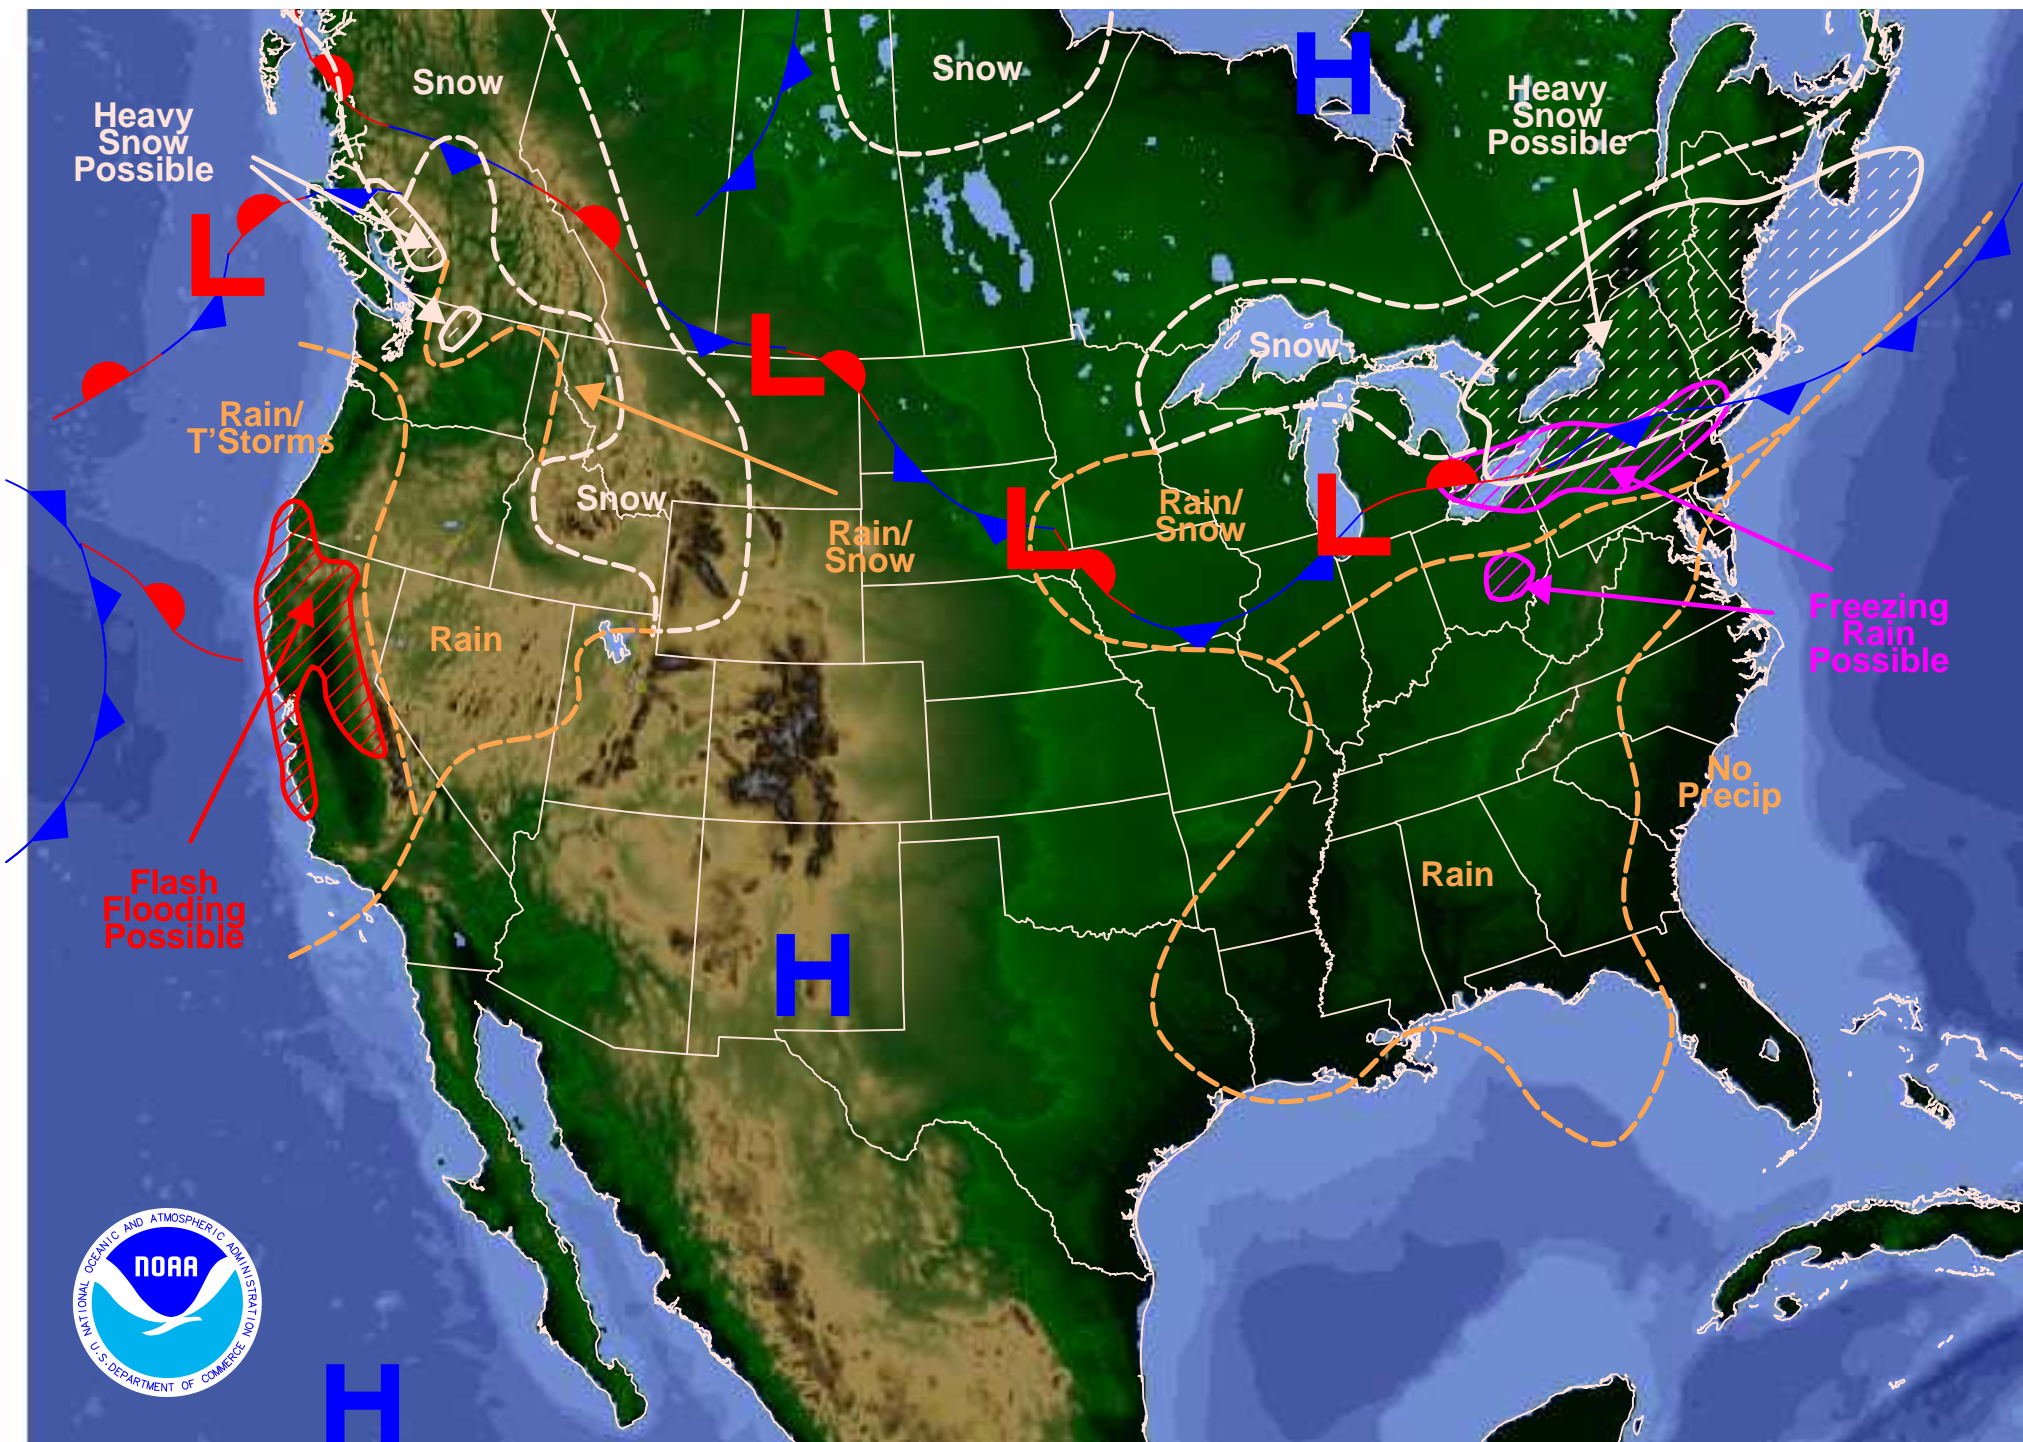 H
Snow
Snow
Heavy
Snow
Possible
Heavy
Snow
Possible
L
L
Snow
Rain/
T'Storms
Snow
Rain/
Snow
Rain/
Snow
L
L
Rain
Freezing
Rain
Possible
No
Precip
Flash
Flooding
Possible
Rain
H
NATIONAL OCEANIC AND ATMOSPHERIC ADMINISTRATION
NOAA
U.S. DEPARTMENT OF COMMERCE
H